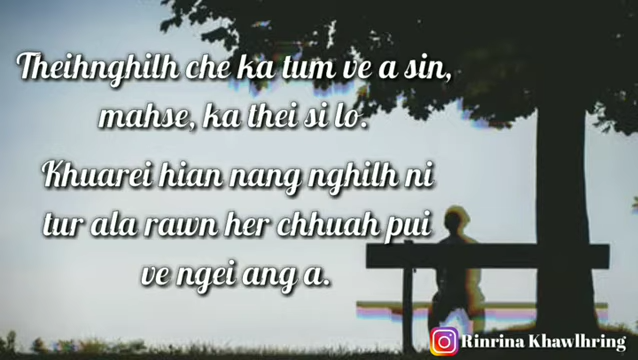 Theihnghilh che ka tum ve a sin,
mahse, ka thei si lo.
Khuarei hian nang nghilh ni
tur ala rawn her chhuah pui
ve ngei ang a.
Rinrina Khawlhring